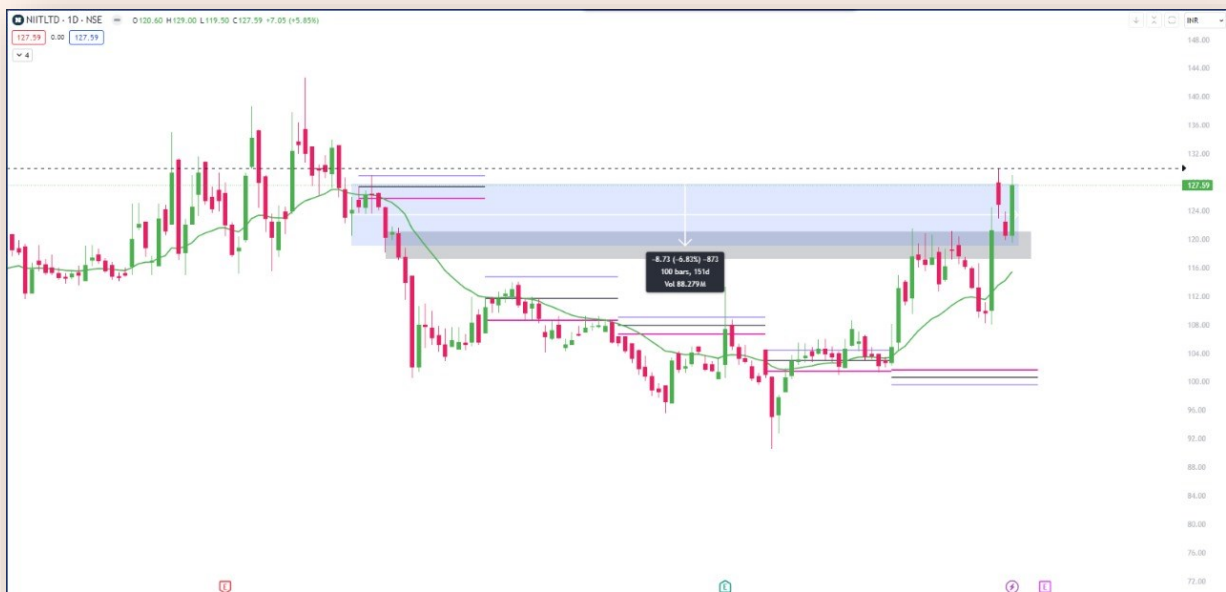 NIITLTD · 1D · NSE O120.60 H129.00 L119.50 C127.59 +7.05 (+5.85%)
INR
127.59 0.00 127.59
4
148.00
144.00
140.00
136.00
132.00
127.59
124.00
120.00
116.00
112.00
108.00
104.00
100.00
96.00
92.00
88.00
84.00
80.00
75.00
72.00
-8.73 (-6.83%) -873
100 bars, 151d
Vol 88.279M
E
E
E